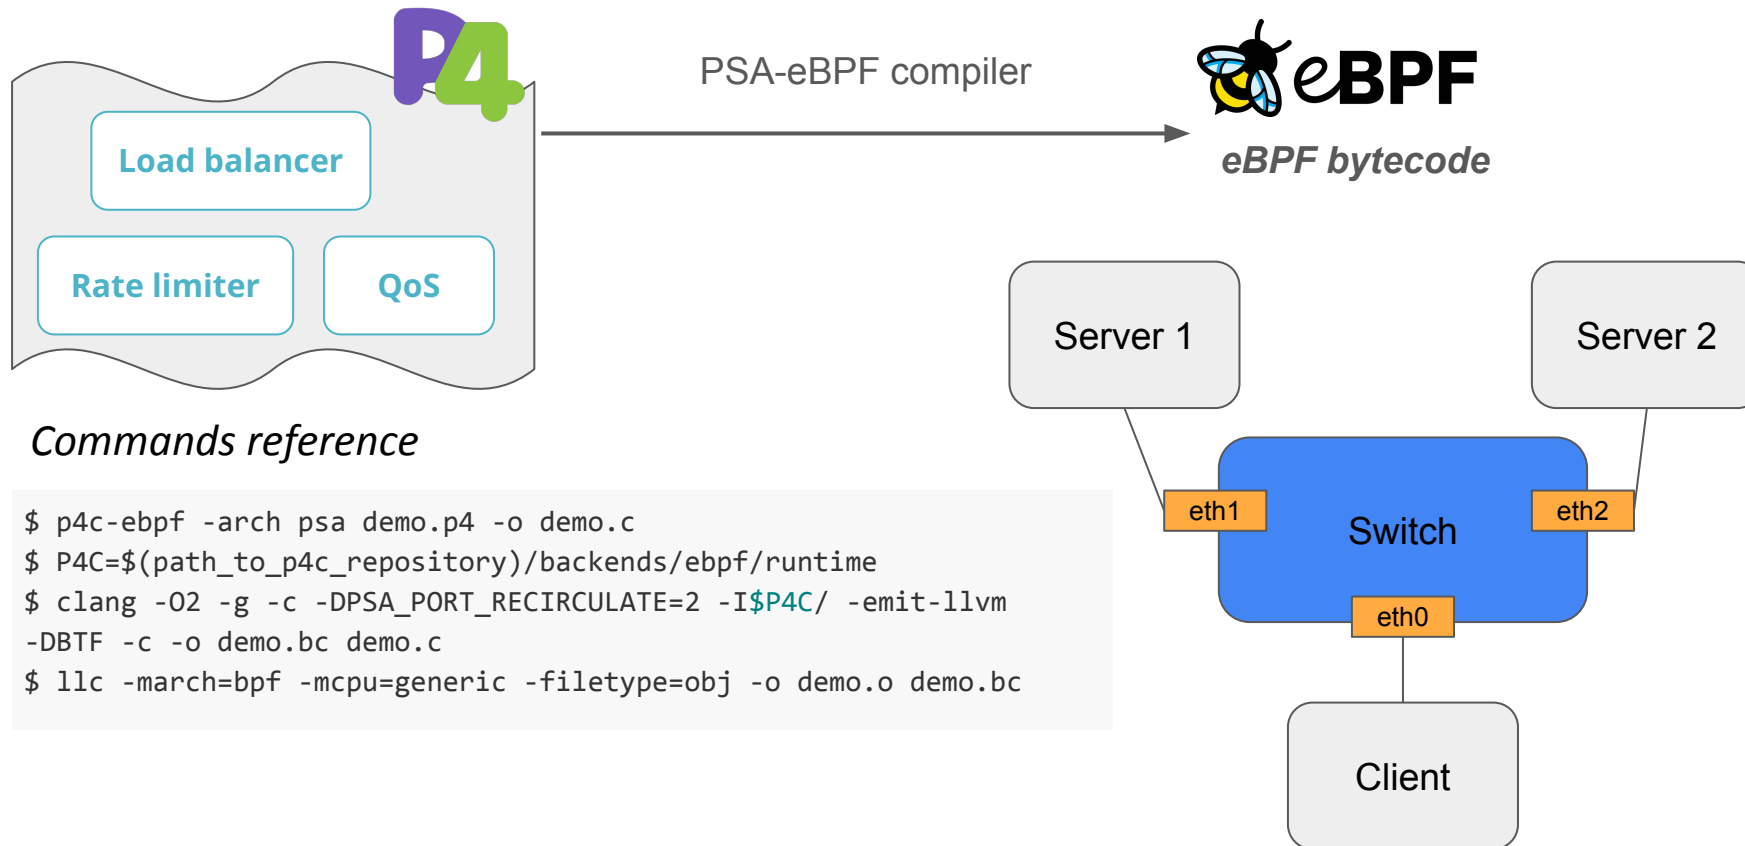 P4
PSA-eBPF compiler
eBPF
eBPF bytecode
Load balancer
Rate limiter
QoS
Server 1
Server 2
Commands reference
$ p4c-ebpf -arch psa demo.p4 -o demo.c
$ P4C=$(path_to_p4c_repository)/backends/ebpf/runtime
$ clang -O2 -g -c -DPSA_PORT_RECIRCULATE=2 -I$P4C/ -emit-llvm
-DBTF -c -o demo.bc demo.c
$ llc -march=bpf -mcpu=generic -filetype=obj -o demo.o demo.bc
eth1
Switch
eth2
eth0
Client